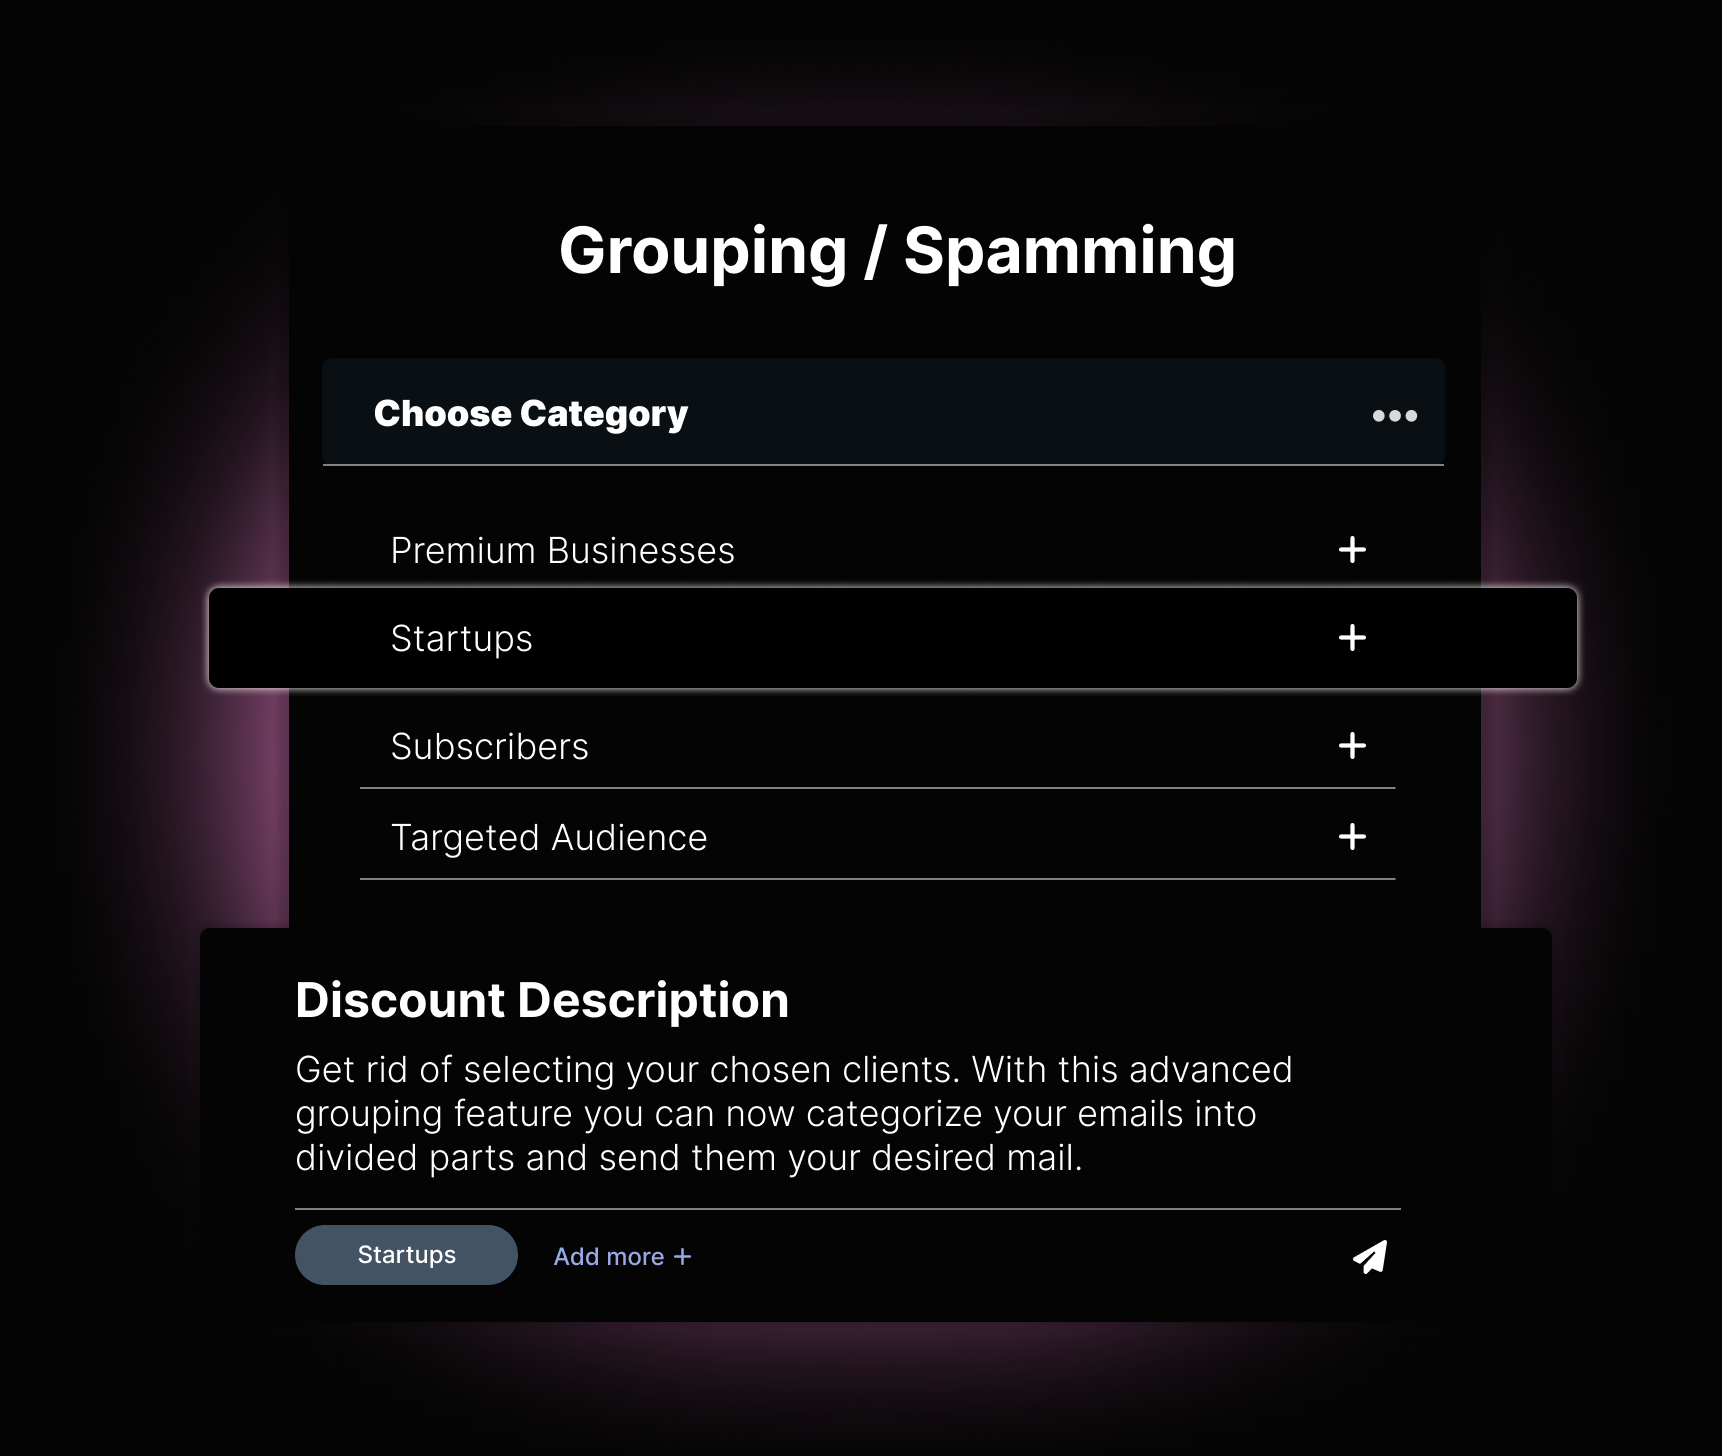 Grouping / Spamming
Choose Category
Premium Businesses
Startups
Subscribers
Targeted Audience
Discount Description
Get rid of selecting your chosen clients. With this advanced
grouping feature you can now categorize your emails into
divided parts and send them your desired mail.
Startups
Add more +